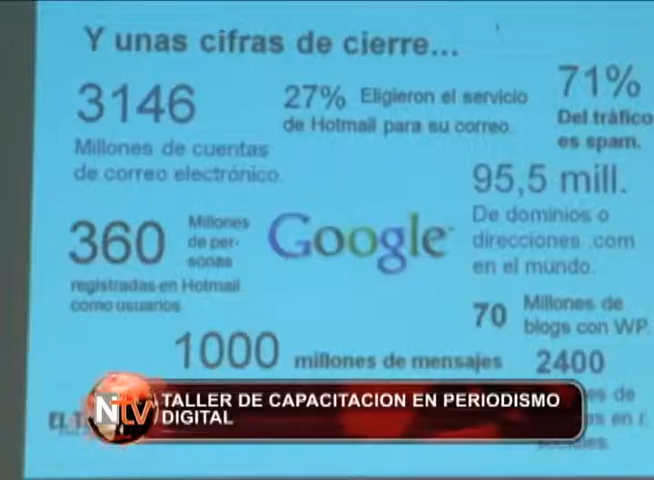 Y unas cifras de cierre...
3146
Millones de cuentas
de correo electrónico.
27% Eligieron el servicio
de Hotmail para su correo.
71%
Del tráfico
es spam.
95,5 mill.
De dominios o
direcciones .com
en el mundo.
360 Millones
de per-
sonas
registradas en Hotmail
como usuarios.
Google
70 Millones de
blogs con WP.
1000 millones de mensajes
2400
es de
s en r.
NTV
TALLER DE CAPACITACION EN PERIODISMO
DIGITAL